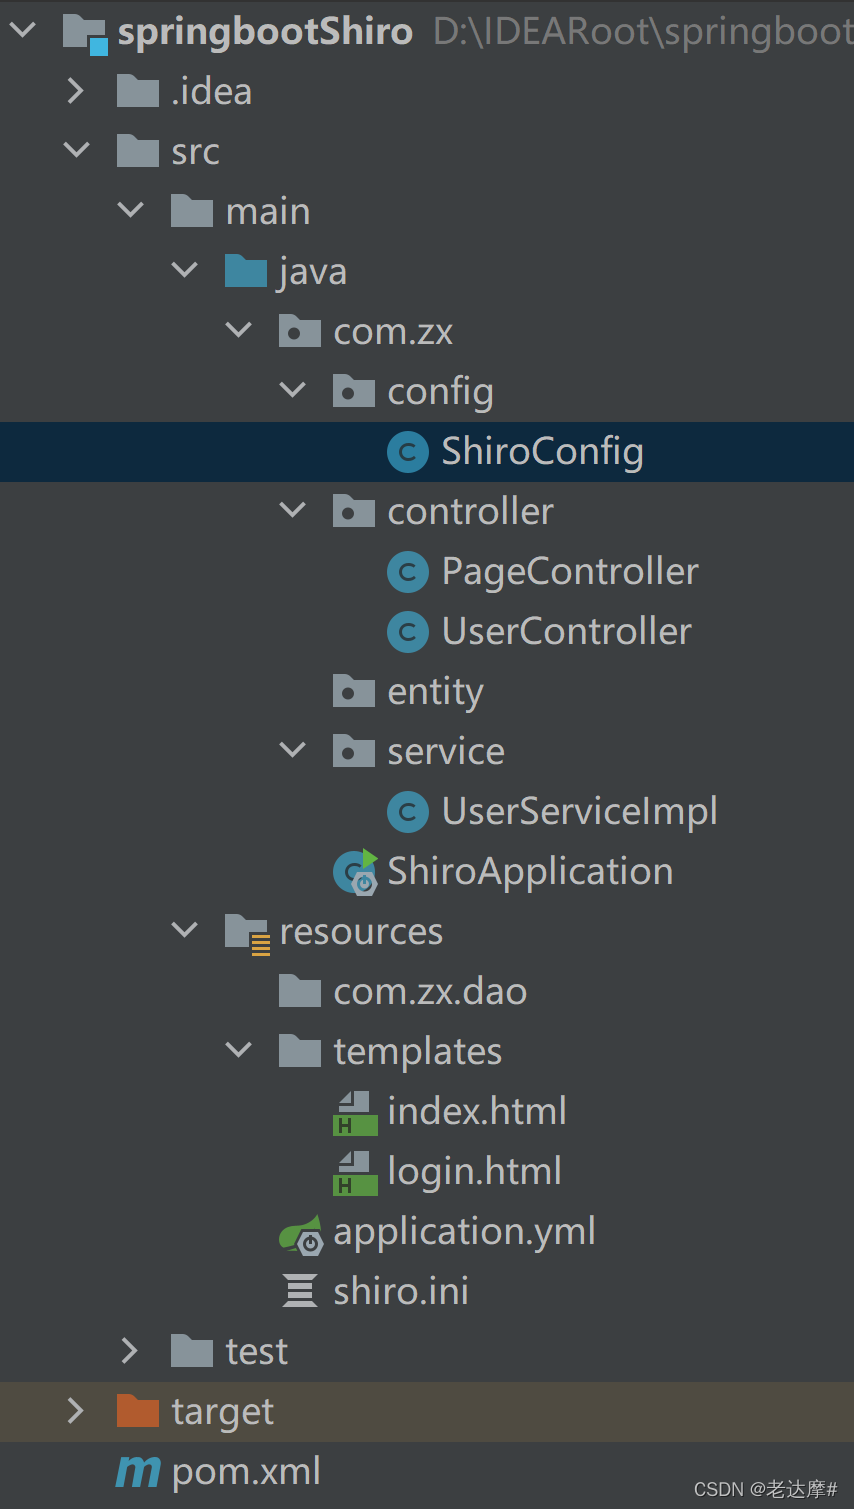 springbootShiro D:\IDEARoot\springboot
.idea
src
main
java
com.zx
config
ShiroConfig
controller
PageController
UserController
entity
service
UserServiceImpl
ShiroApplication
resources
com.zx.dao
templates
index.html
login.html
application.yml
shiro.ini
test
target
pom.xml
CSDN @老达摩#